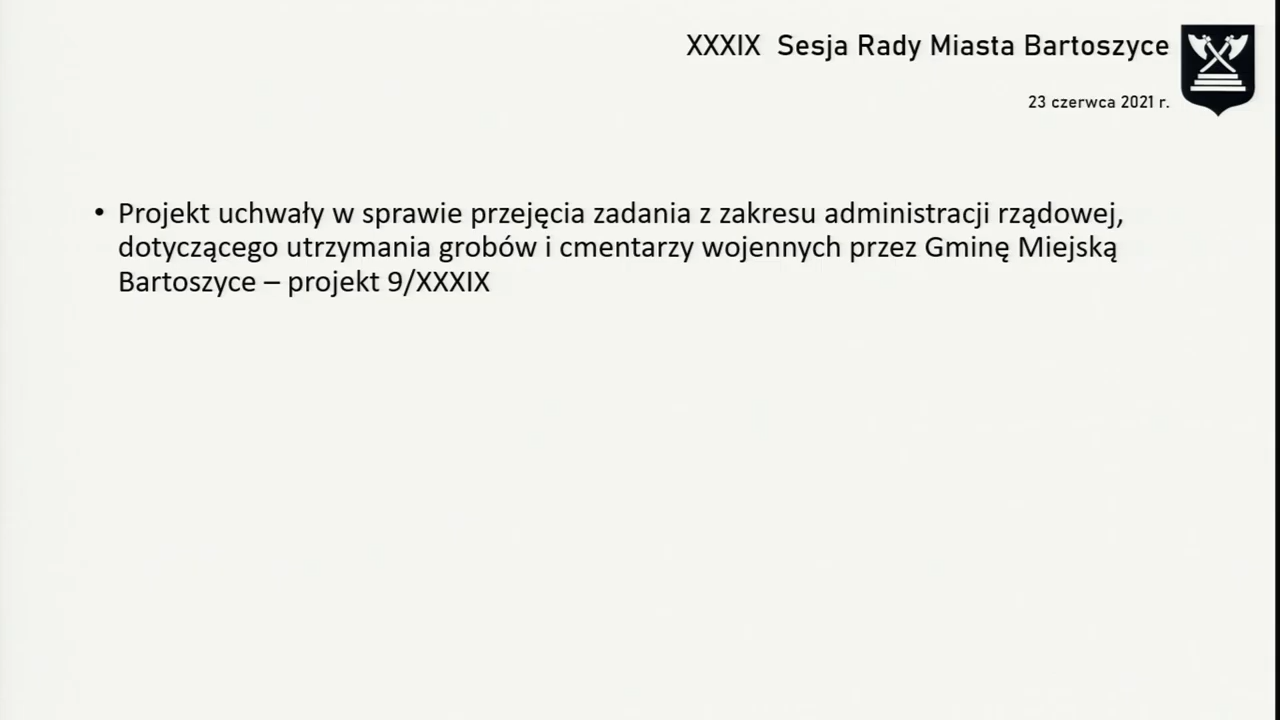 XXXIX Sesja Rady Miasta Bartoszyce
23 czerwca 2021 r.
• Projekt uchwały w sprawie przejęcia zadania z zakresu administracji rządowej,
dotyczącego utrzymania grobów i cmentarzy wojennych przez Gminę Miejską
Bartoszyce – projekt 9/XXXIX